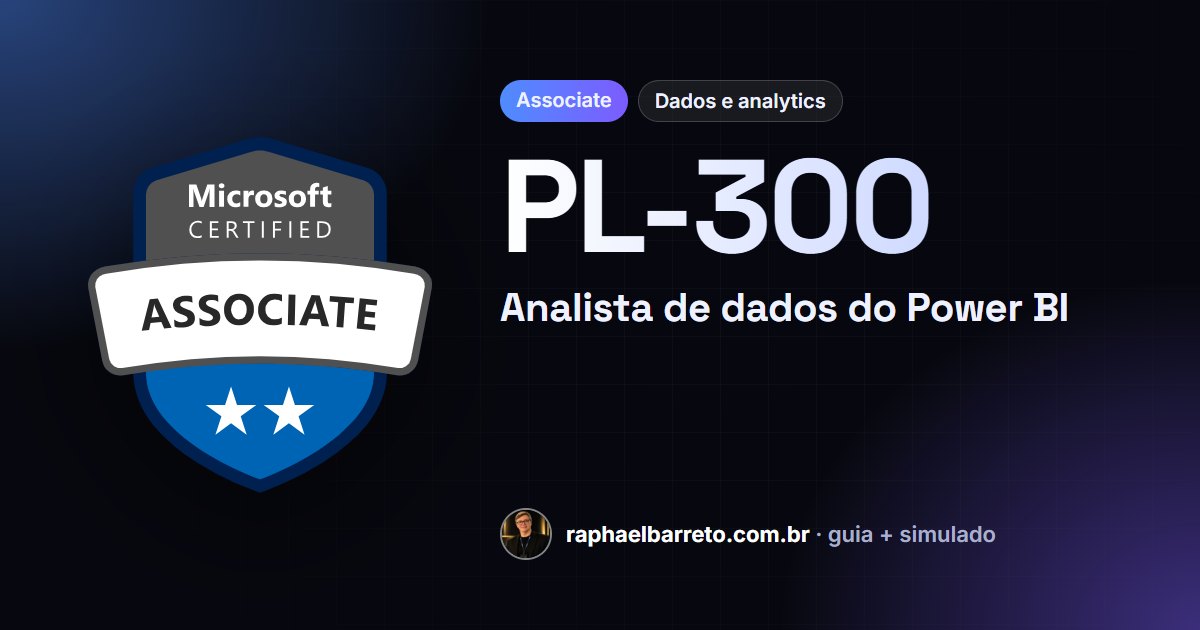 Microsoft
CERTIFIED
ASSOCIATE
Associate
Dados e analytics
PL-300
Analista de dados do Power BI
raphaelbarreto.com.br · guia + simulado